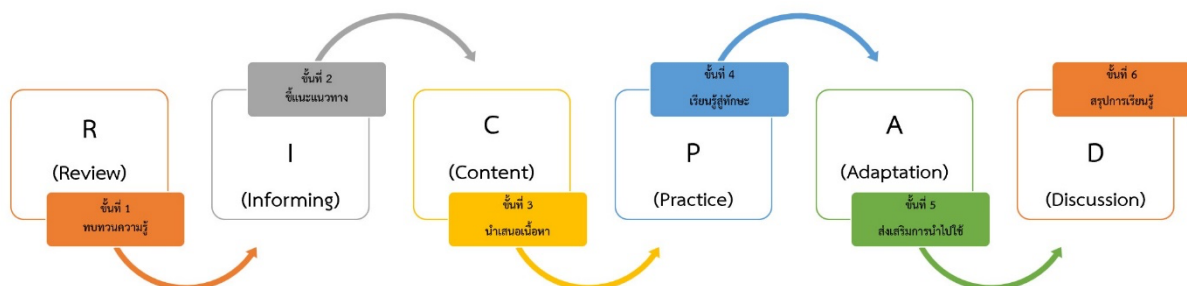 R
(Review)
ขั้นที่ 1
ทบทวนความรู้
ขั้นที่ 2
ชี้แนะแนวทาง
I
(Informing)
C
(Content)
ขั้นที่ 3
นำเสนอเนื้อหา
ขั้นที่ 4
เรียนรู้สู่ทักษะ
P
(Practice)
A
(Adaptation)
ขั้นที่ 5
ส่งเสริมการนำไปใช้
ขั้นที่ 6
สรุปการเรียนรู้
D
(Discussion)